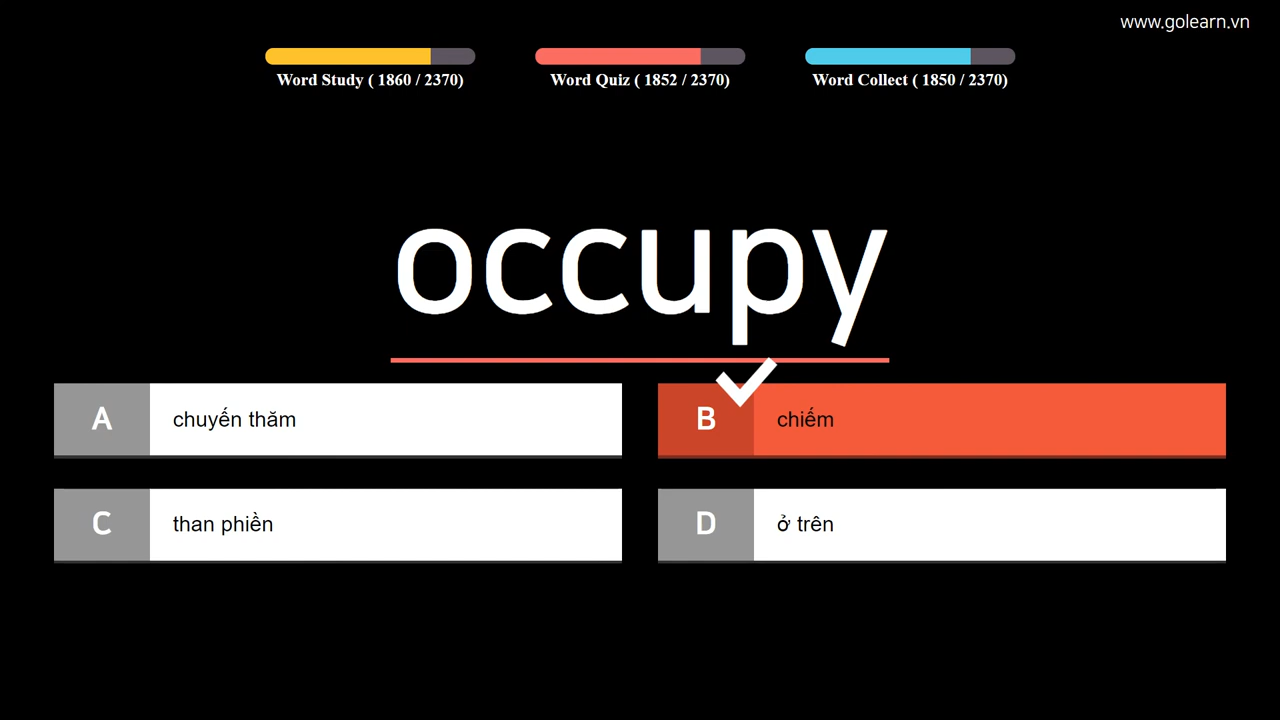 www.golearn.vn
Word Study ( 1860 / 2370)
Word Quiz ( 1852 / 2370)
Word Collect ( 1850 / 2370)
occupy
A chuyến thăm
B chiếm
C than phiền
D ở trên